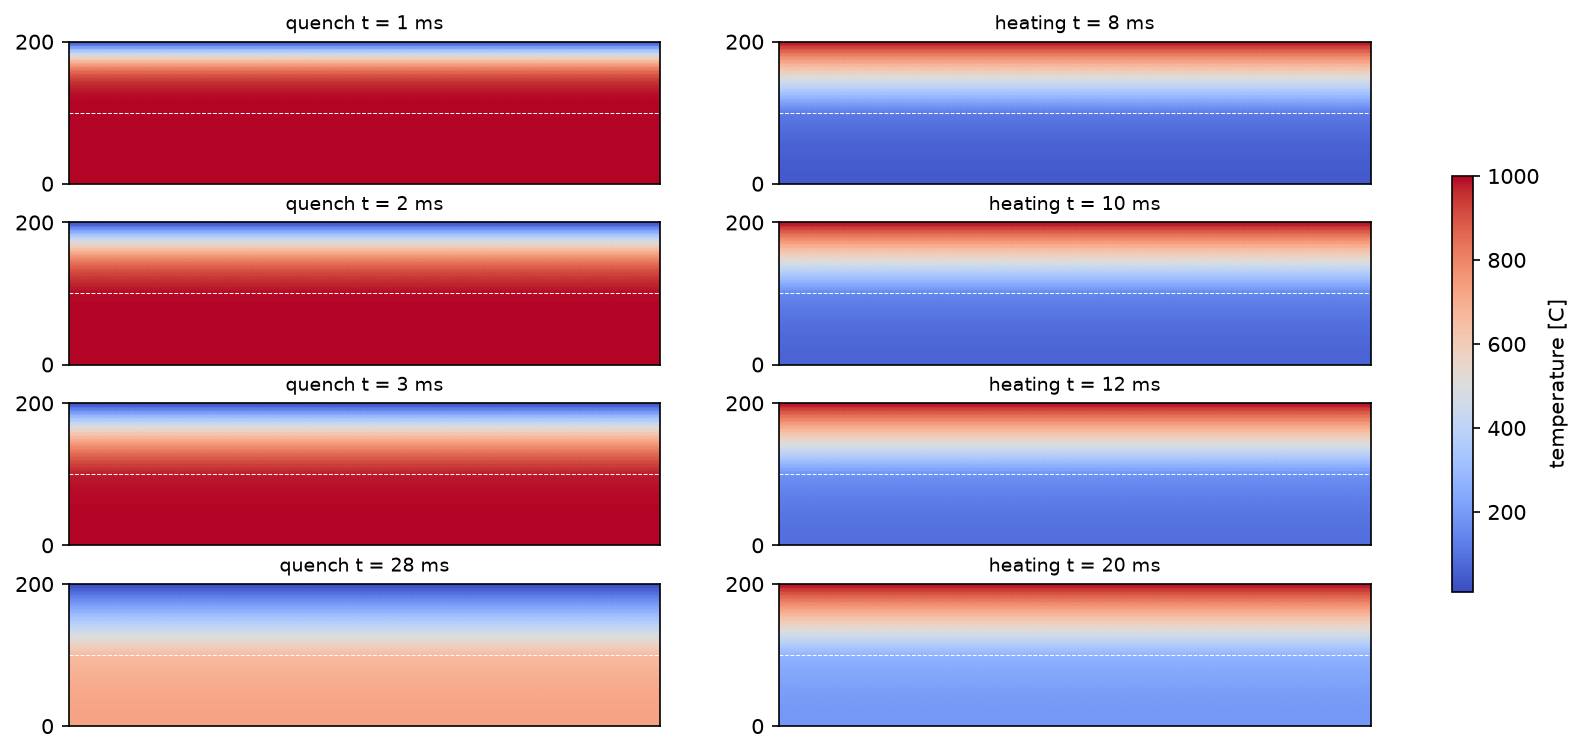 quench t = 1 ms
200
0
heating t = 8 ms
200
0
quench t = 2 ms
200
0
heating t = 10 ms
200
0
quench t = 3 ms
200
0
heating t = 12 ms
200
0
quench t = 28 ms
200
0
heating t = 20 ms
200
0
1000
800
600
400
200
temperature [C]